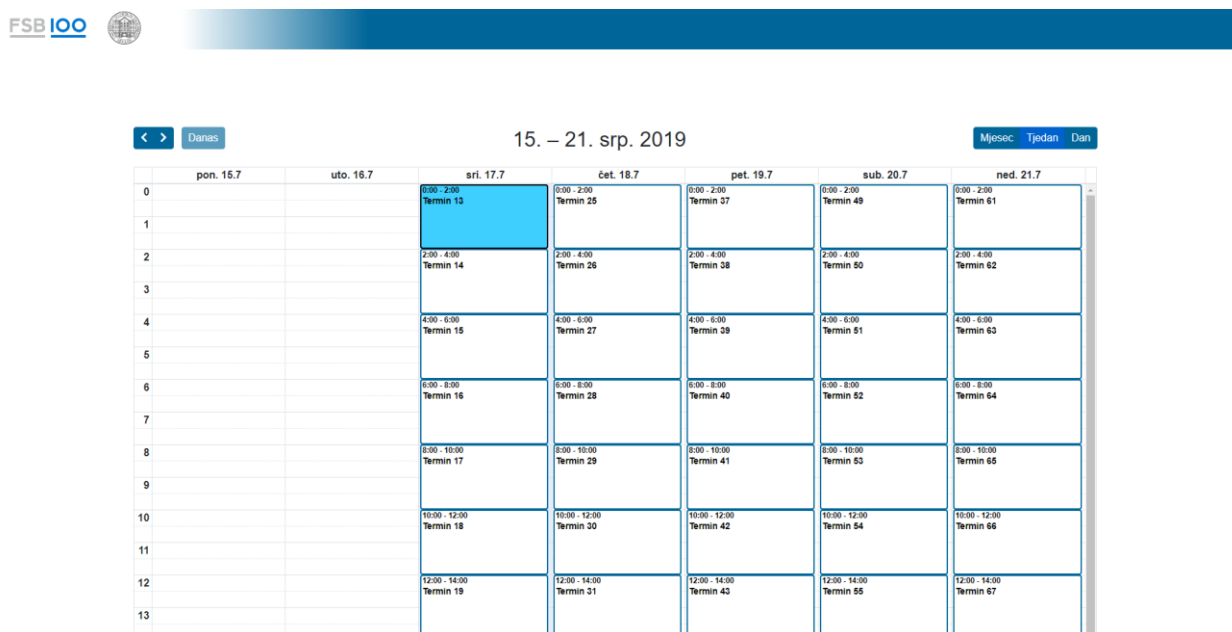 FSB 100
Danas
15. – 21. srp. 2019
Mjesec Tjedan Dan
pon. 15.7 uto. 16.7 sri. 17.7 čet. 18.7 pet. 19.7 sub. 20.7 ned. 21.7
0 0:00 - 2:00 0:00 - 2:00 0:00 - 2:00 0:00 - 2:00 0:00 - 2:00
Termin 13 Termin 25 Termin 37 Termin 49 Termin 61
1
2 2:00 - 4:00 2:00 - 4:00 2:00 - 4:00 2:00 - 4:00 2:00 - 4:00
Termin 14 Termin 26 Termin 38 Termin 50 Termin 62
3
4 4:00 - 6:00 4:00 - 6:00 4:00 - 6:00 4:00 - 6:00 4:00 - 6:00
Termin 15 Termin 27 Termin 39 Termin 51 Termin 63
5
6 6:00 - 8:00 6:00 - 8:00 6:00 - 8:00 6:00 - 8:00 6:00 - 8:00
Termin 16 Termin 28 Termin 40 Termin 52 Termin 64
7
8 8:00 - 10:00 8:00 - 10:00 8:00 - 10:00 8:00 - 10:00 8:00 - 10:00
Termin 17 Termin 29 Termin 41 Termin 53 Termin 65
9
10 10:00 - 12:00 10:00 - 12:00 10:00 - 12:00 10:00 - 12:00 10:00 - 12:00
Termin 18 Termin 30 Termin 42 Termin 54 Termin 66
11
12 12:00 - 14:00 12:00 - 14:00 12:00 - 14:00 12:00 - 14:00 12:00 - 14:00
Termin 19 Termin 31 Termin 43 Termin 55 Termin 67
13